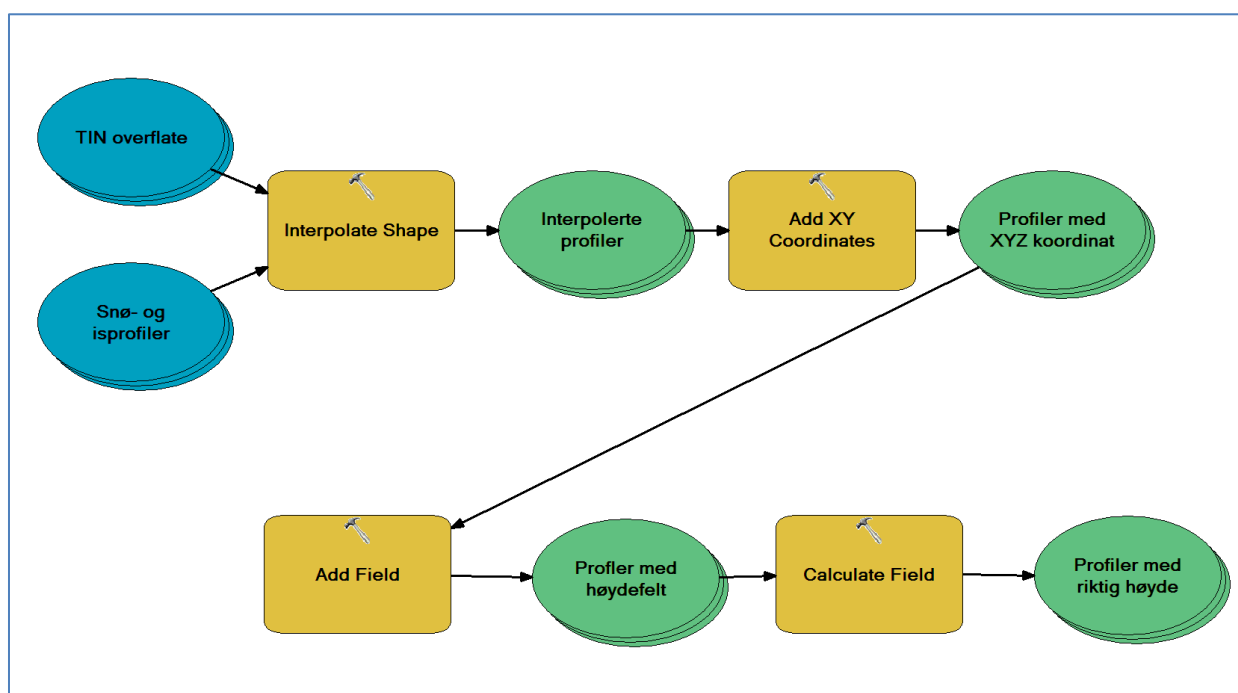 TIN overflate
Snø- og
isprofiler
Interpolate Shape
Interpolerte
profiler
Add XY
Coordinates
Profiler med
XYZ koordinat
Add Field
Profler med
høydefelt
Calculate Field
Profiler med
riktig høyde